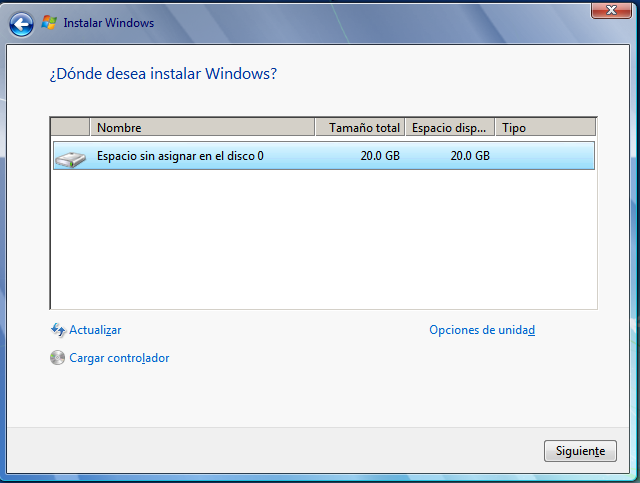 Instalar Windows
¿Dónde desea instalar Windows?
Nombre Tamaño total Espacio disp... Tipo
Espacio sin asignar en el disco 0 20.0 GB 20.0 GB
Actualizar Opciones de unidad
Cargar controlador
Siguiente